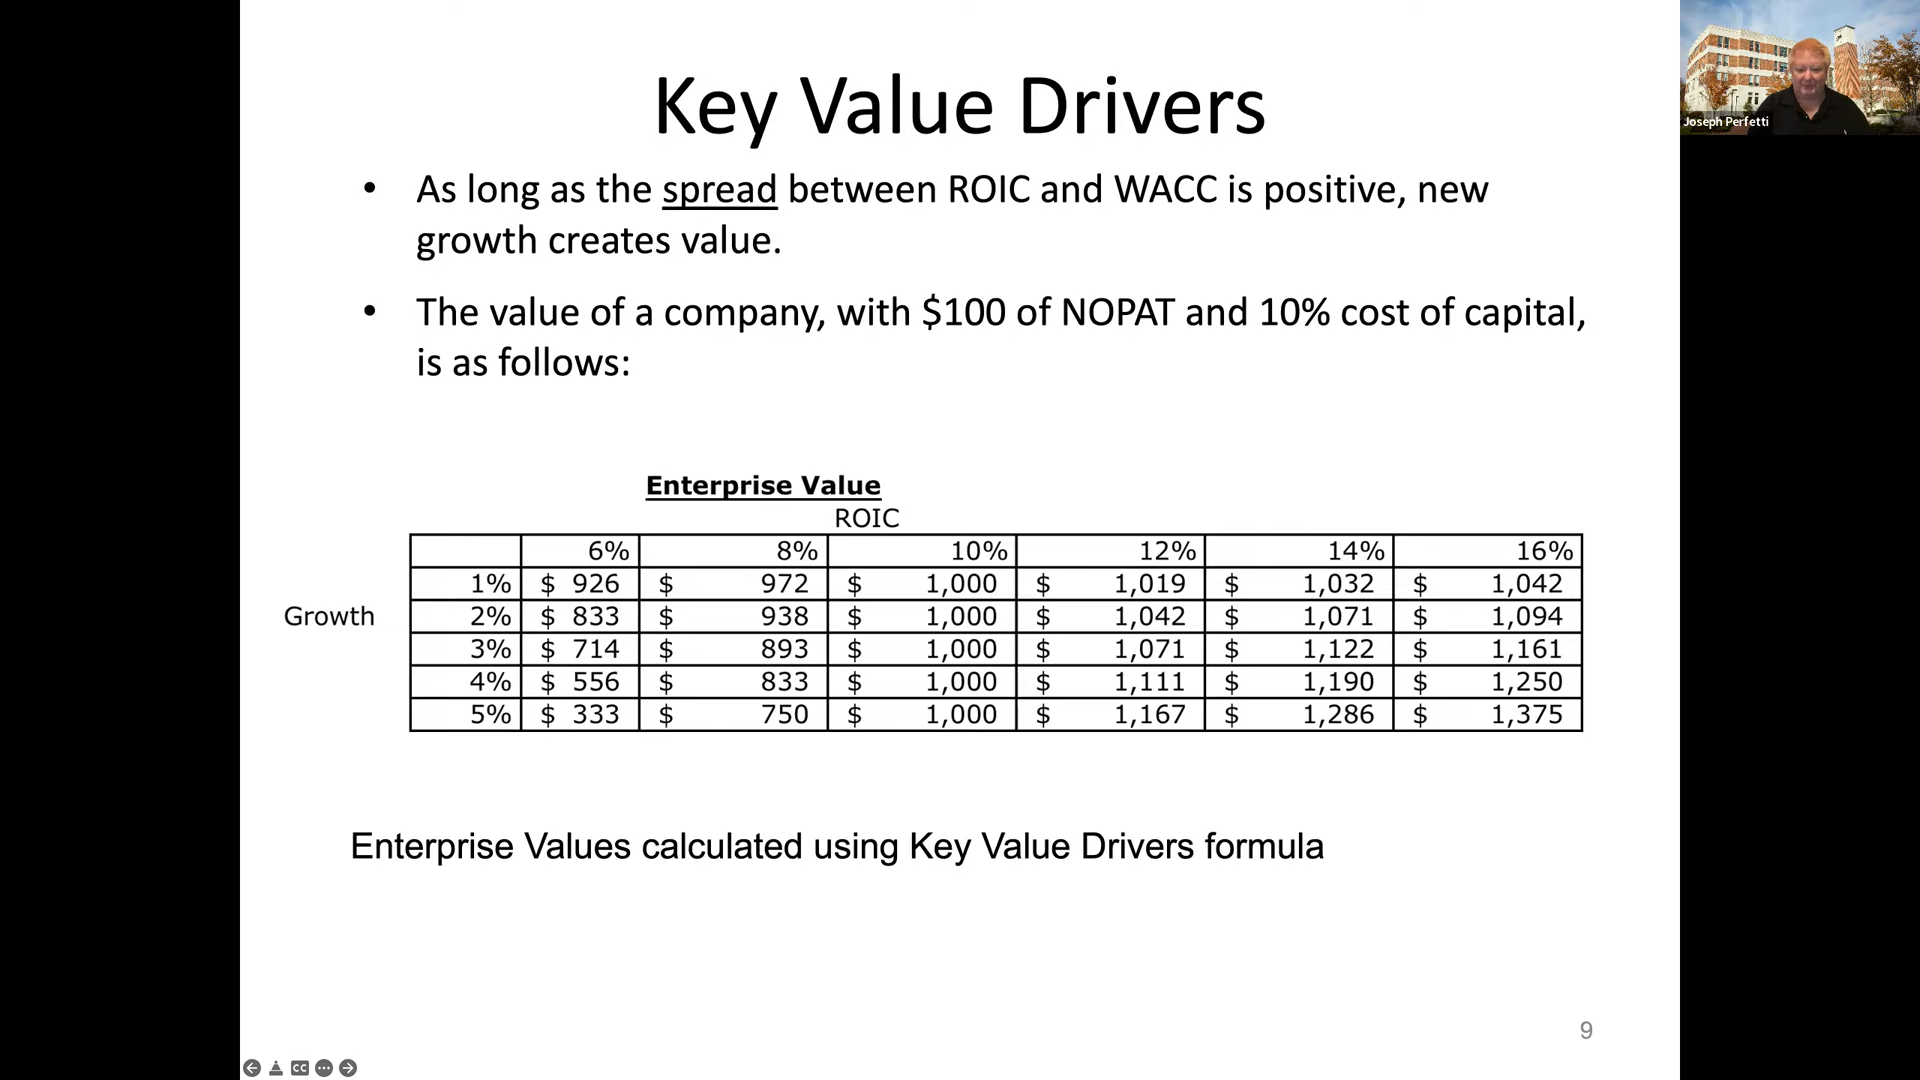 Key Value Drivers
• As long as the spread between ROIC and WACC is positive, new
growth creates value.
• The value of a company, with $100 of NOPAT and 10% cost of capital,
is as follows:
Enterprise Value
ROIC
6% 8% 10% 12% 14% 16%
1% $ 926 $ 972 $ 1,000 $ 1,019 $ 1,032 $ 1,042
Growth 2% $ 833 $ 938 $ 1,000 $ 1,042 $ 1,071 $ 1,094
3% $ 714 $ 893 $ 1,000 $ 1,071 $ 1,122 $ 1,161
4% $ 556 $ 833 $ 1,000 $ 1,111 $ 1,190 $ 1,250
5% $ 333 $ 750 $ 1,000 $ 1,167 $ 1,286 $ 1,375
Enterprise Values calculated using Key Value Drivers formula
9
CC
Joseph Perfetti